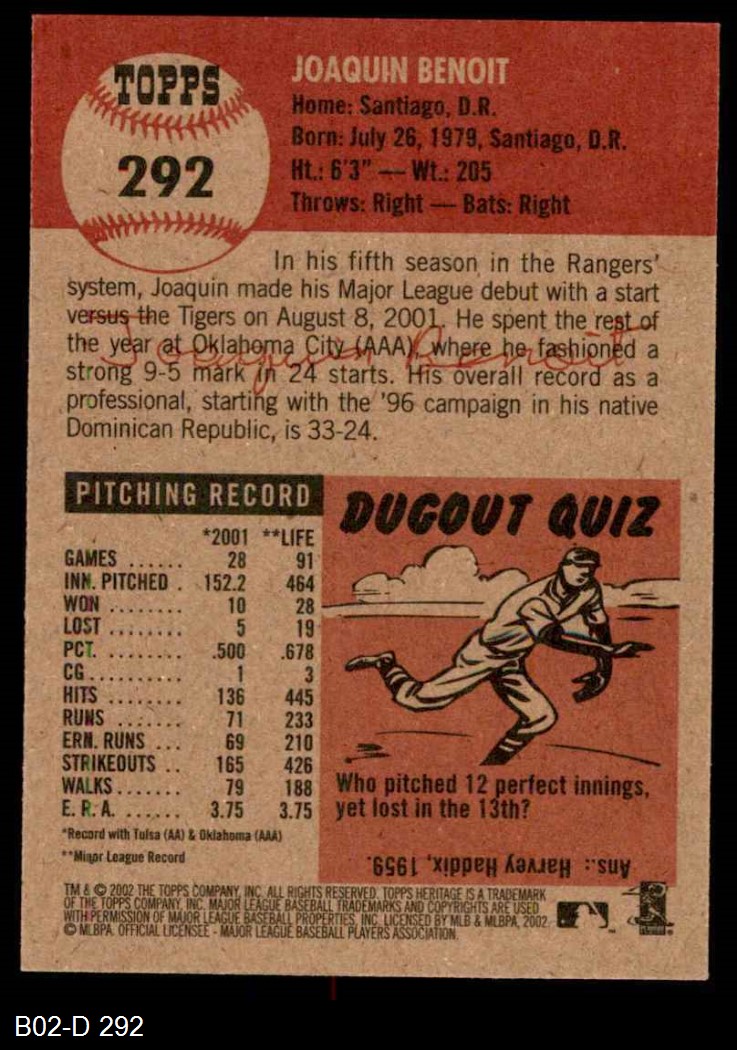 TOPPS
292
JOAQUIN BENOIT
Home: Santiago, D.R.
Born: July 26, 1979, Santiago, D.R.
Ht.: 6'3" — Wt.: 205
Throws: Right — Bats: Right
In his fifth season in the Rangers'
system, Joaquin made his Major League debut with a start
versus the Tigers on August 8, 2001. He spent the rest of
the year at Oklahoma City (AAA), where he fashioned a
strong 9-5 mark in 24 starts. His overall record as a
professional, starting with the '96 campaign in his native
Dominican Republic, is 33-24.
Joaquin Benoit
PITCHING RECORD
*2001 **LIFE
GAMES ...... 28 91
INN. PITCHED . 152.2 464
WON ........ 10 28
LOST ........ 5 19
PCT. ........ .500 .678
CG .......... 1 3
HITS ........ 136 445
RUNS ....... 71 233
ERN. RUNS ... 69 210
STRIKEOUTS .. 165 426
WALKS ....... 79 188
E. R. A. ...... 3.75 3.75
*Record with Tulsa (AA) & Oklahoma (AAA)
**Minor League Record
DUGOUT QUIZ
Who pitched 12 perfect innings,
yet lost in the 13th?
Ans.: Harvey Haddix, 1959.
TM & © 2002 THE TOPPS COMPANY, INC. ALL RIGHTS RESERVED. TOPPS HERITAGE IS A TRADEMARK
OF THE TOPPS COMPANY, INC. MAJOR LEAGUE BASEBALL TRADEMARKS AND COPYRIGHTS ARE USED
WITH PERMISSION OF MAJOR LEAGUE BASEBALL PROPERTIES, INC. LICENSED BY MLB & MLBPA, 2002
© MLBPA. OFFICIAL LICENSEE - MAJOR LEAGUE BASEBALL PLAYERS ASSOCIATION.
B02-D 292